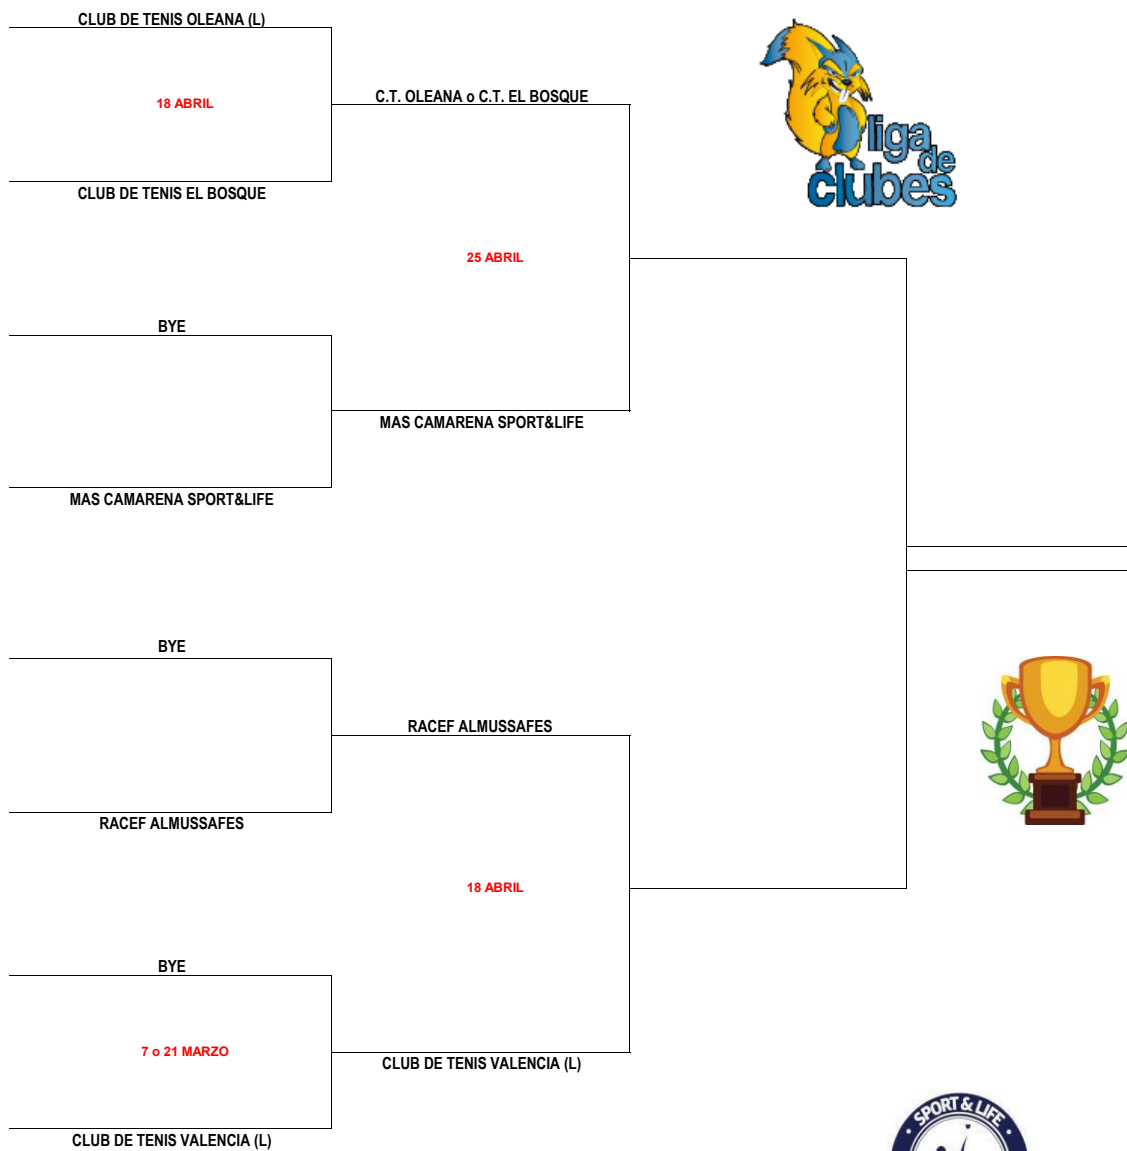 CLUB DE TENIS OLEANA (L)
18 ABRIL
C.T. OLEANA o C.T. EL BOSQUE
liga
de
clubes
CLUB DE TENIS EL BOSQUE
25 ABRIL
BYE
MAS CAMARENA SPORT&LIFE
MAS CAMARENA SPORT&LIFE
BYE
RACEF ALMUSSAFES
RACEF ALMUSSAFES
18 ABRIL
BYE
7 o 21 MARZO
CLUB DE TENIS VALENCIA (L)
CLUB DE TENIS VALENCIA (L)
SPORT & LIFE